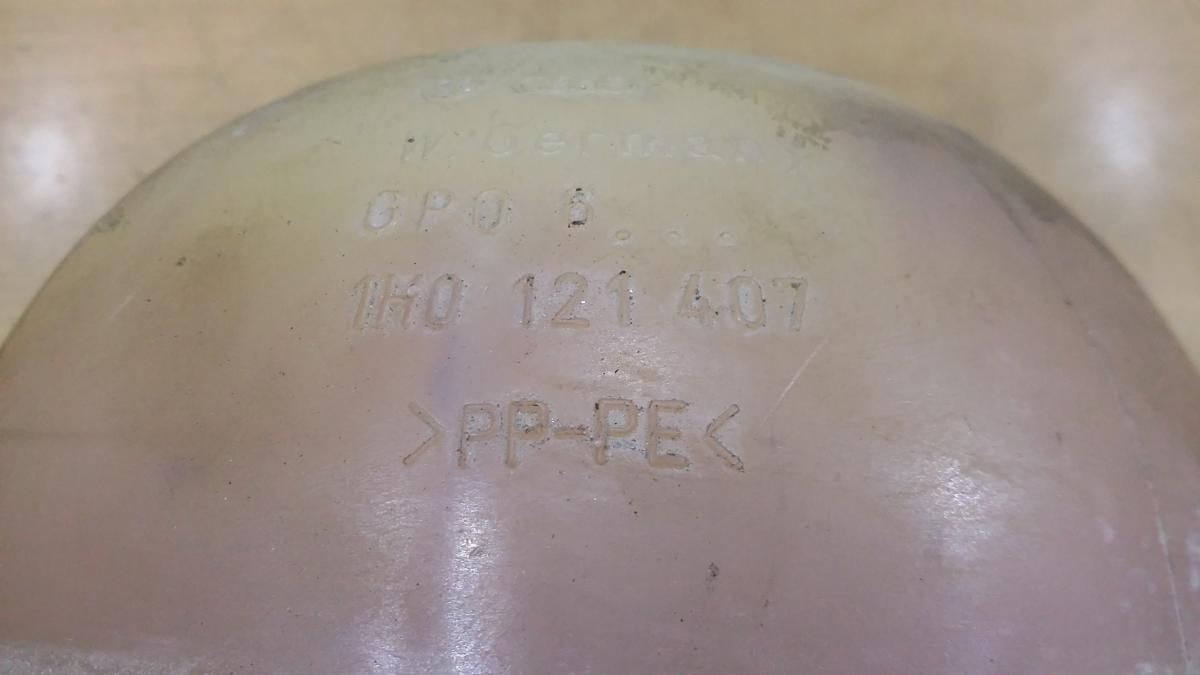 W. Germany
GPO 6 ...
1H0 121 407
>PP-PE<